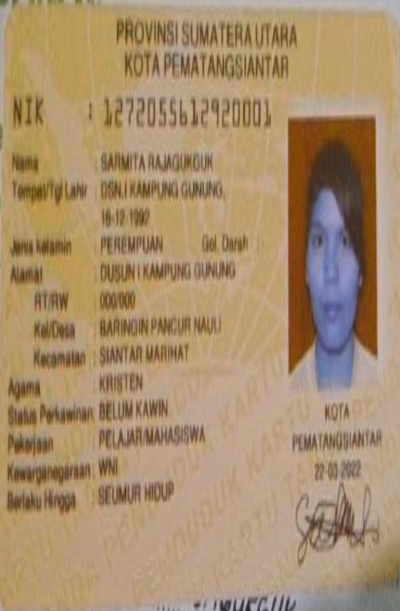 PROVINSI SUMATERA UTARA
KOTA PEMATANGSIANTAR
NIK : 1272055612920001
Nama : SARMITA RAJAGUKGUK
Tempat/Tgl Lahir : DSN.I KAMPUNG GUNUNG,
16-12-1992
Jenis kelamin : PEREMPUAN Gol. Darah : -
Alamat : DUSUN I KAMPUNG GUNUNG
RT/RW : 000/000
Kel/Desa : BARINGIN PANCUR NAULI
Kecamatan : SIANTAR MARIHAT
Agama : KRISTEN
Status Perkawinan: BELUM KAWIN
Pekerjaan : PELAJAR/MAHASISWA
Kewarganegaraan: WNI
Berlaku Hingga : SEUMUR HIDUP
KOTA
PEMATANGSIANTAR
22-03-2022